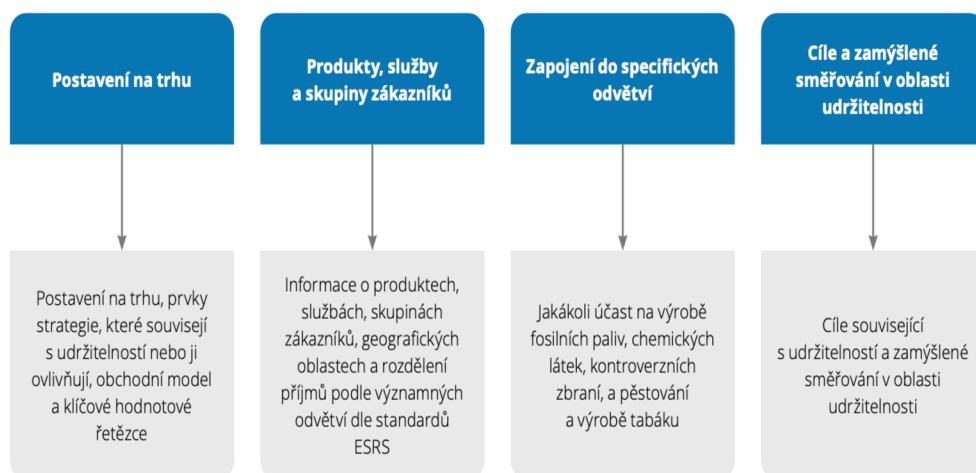 Postavení na trhu
Produkty, služby
a skupiny zákazníků
Zapojení do specifických
odvětví
Cíle a zamýšlené
směřování v oblasti
udržitelnosti
Postavení na trhu, prvky
strategie, které souvisejí
s udržitelností nebo ji
ovlivňují, obchodní model
a klíčové hodnotové
řetězce
Informace o produktech,
službách, skupinách
zákazníků, geografických
oblastech a rozdělení
příjmů podle významných
odvětví dle standardů
ESRS
Jakákoli účast na výrobě
fosilních paliv, chemických
látek, kontroverzních
zbraní, a pěstování
a výrobě tabáku
Cíle související
s udržitelností a zamýšlené
směřování v oblasti
udržitelnosti